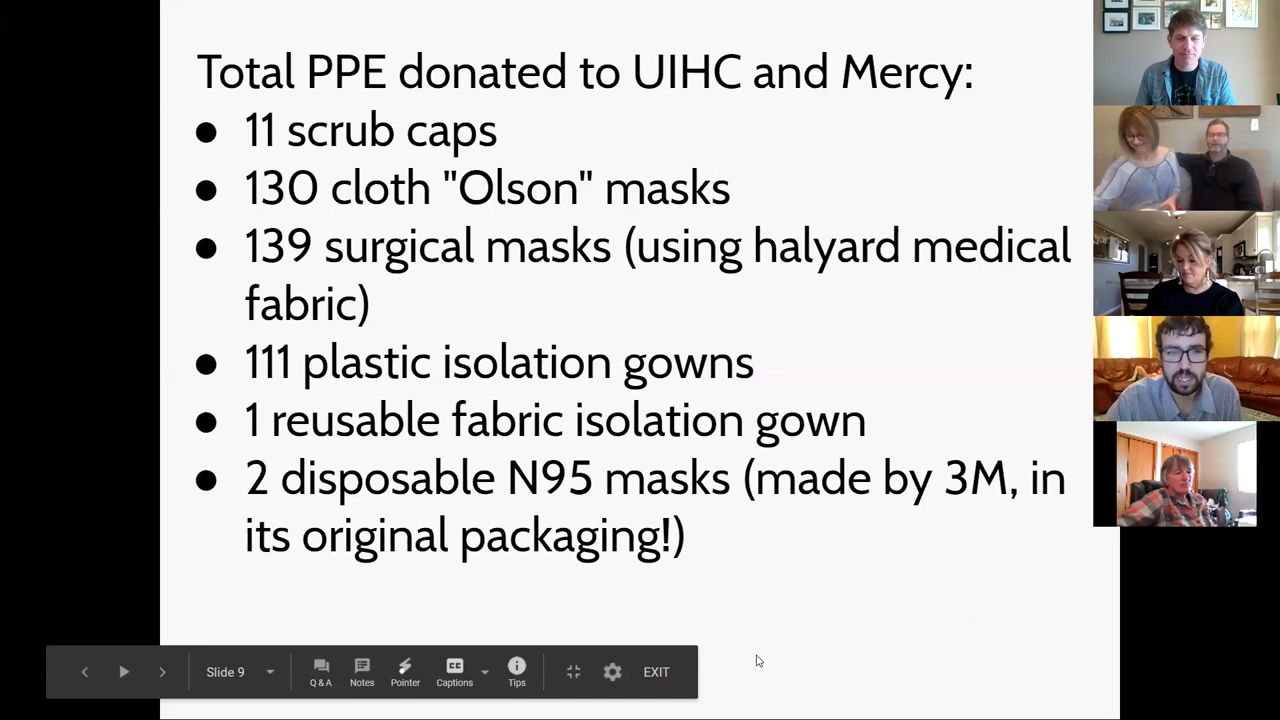 Total PPE donated to UIHC and Mercy:
● 11 scrub caps
● 130 cloth "Olson" masks
● 139 surgical masks (using halyard medical
fabric)
● 111 plastic isolation gowns
● 1 reusable fabric isolation gown
● 2 disposable N95 masks (made by 3M, in
its original packaging!)
Slide 9
Q & A
Notes
Pointer
CC
Captions
Tips
EXIT